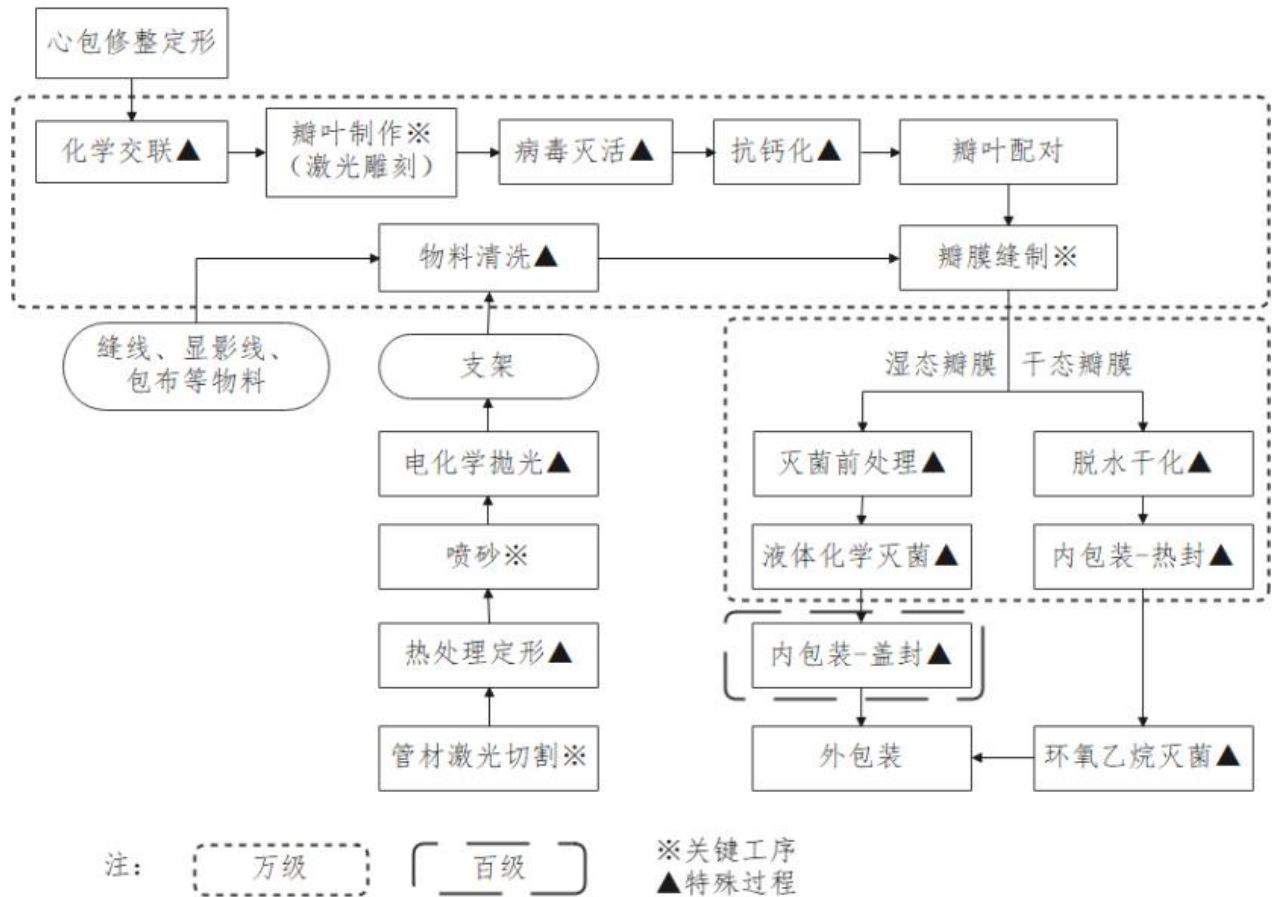 心包修整定形
化学交联▲
瓣叶制作※
（激光雕刻）
病毒灭活▲
抗钙化▲
瓣叶配对
物料清洗▲
瓣膜缝制※
缝线、显影线、
包布等物料
支架
湿态瓣膜
干态瓣膜
电化学抛光▲
灭菌前处理▲
脱水干化▲
喷砂※
液体化学灭菌▲
内包装-热封▲
热处理定形▲
内包装-盖封▲
管材激光切割※
外包装
环氧乙烷灭菌▲
注：
万级
百级
※关键工序
▲特殊过程